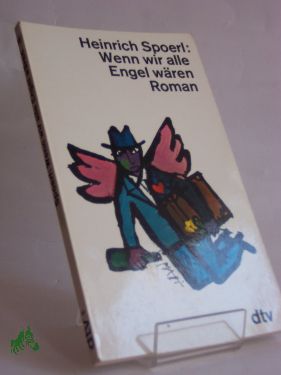 Heinrich Spoerl:
Wenn wir alle
Engel wären
Roman
dtv